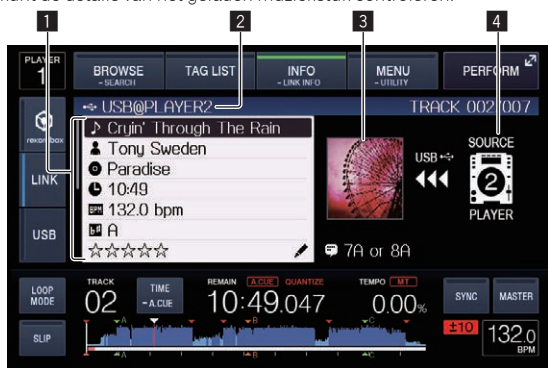 nant de details van het geladen muziekstuk controleren.
1 2 3 4
PLAYER 1
BROWSE
- SEARCH
TAG LIST
INFO
- LINK INFO
MENU
- UTILITY
PERFORM
USB@PLAYER2
TRACK 002/007
rekordbox
LINK
USB
Cryin' Through The Rain
Tony Sweden
Paradise
10:49
BPM 132.0 bpm
A
USB
SOURCE
2
PLAYER
7A or 8A
LOOP MODE
TRACK
02
TIME
- A.CUE
REMAIN A.CUE QUANTIZE
10:49.047
TEMPO MT
0.00%
SYNC
MASTER
SLIP
A B C
A B C
±10
132.0
BPM